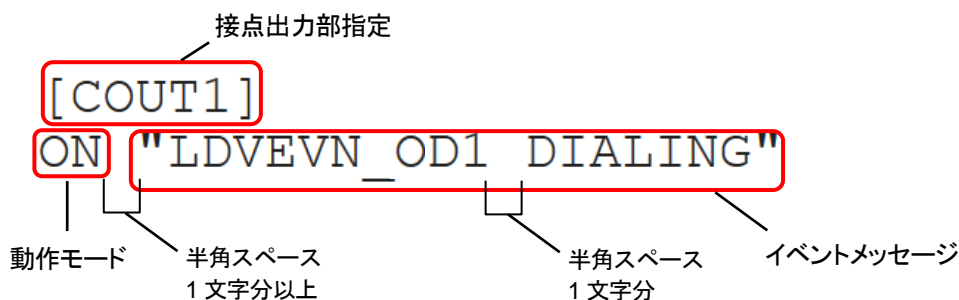 接点出力部指定
[COUT1]
ON "LDVEVN_OD1 DIALING"
動作モード
半角スペース
1 文字分以上
半角スペース
1 文字分
イベントメッセージ